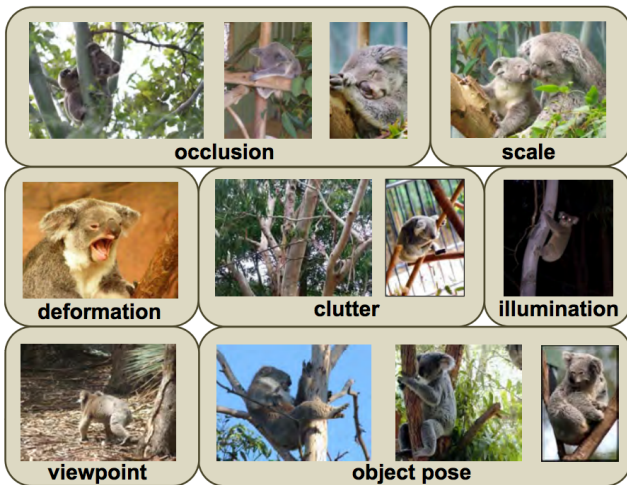 occlusion
scale
deformation
clutter
illumination
viewpoint
object pose